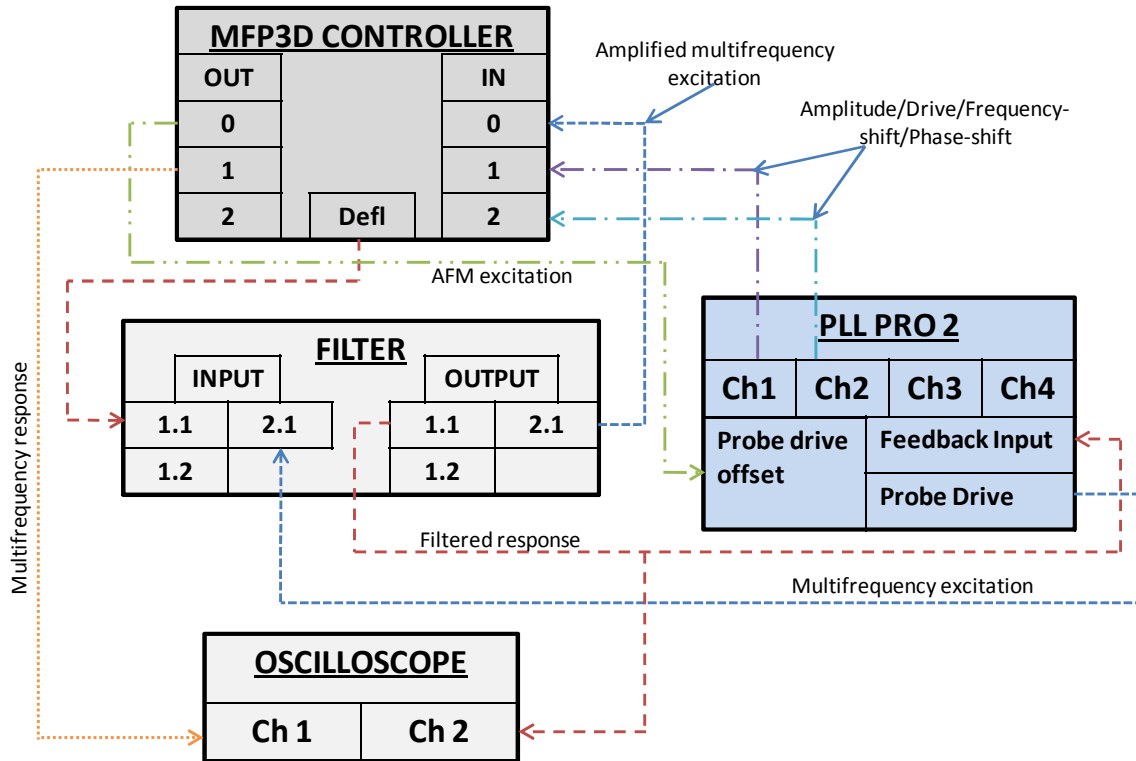 MFP3D CONTROLLER
OUT
IN
0
0
1
1
2
Defl
2
Amplified multifrequency
excitation
Amplitude/Drive/Frequency-
shift/Phase-shift
AFM excitation
Multifrequency response
FILTER
INPUT
OUTPUT
1.1
2.1
1.1
2.1
1.2
1.2
PLL PRO 2
Ch1
Ch2
Ch3
Ch4
Probe drive
offset
Feedback Input
Probe Drive
Filtered response
Multifrequency excitation
OSCILLOSCOPE
Ch 1
Ch 2